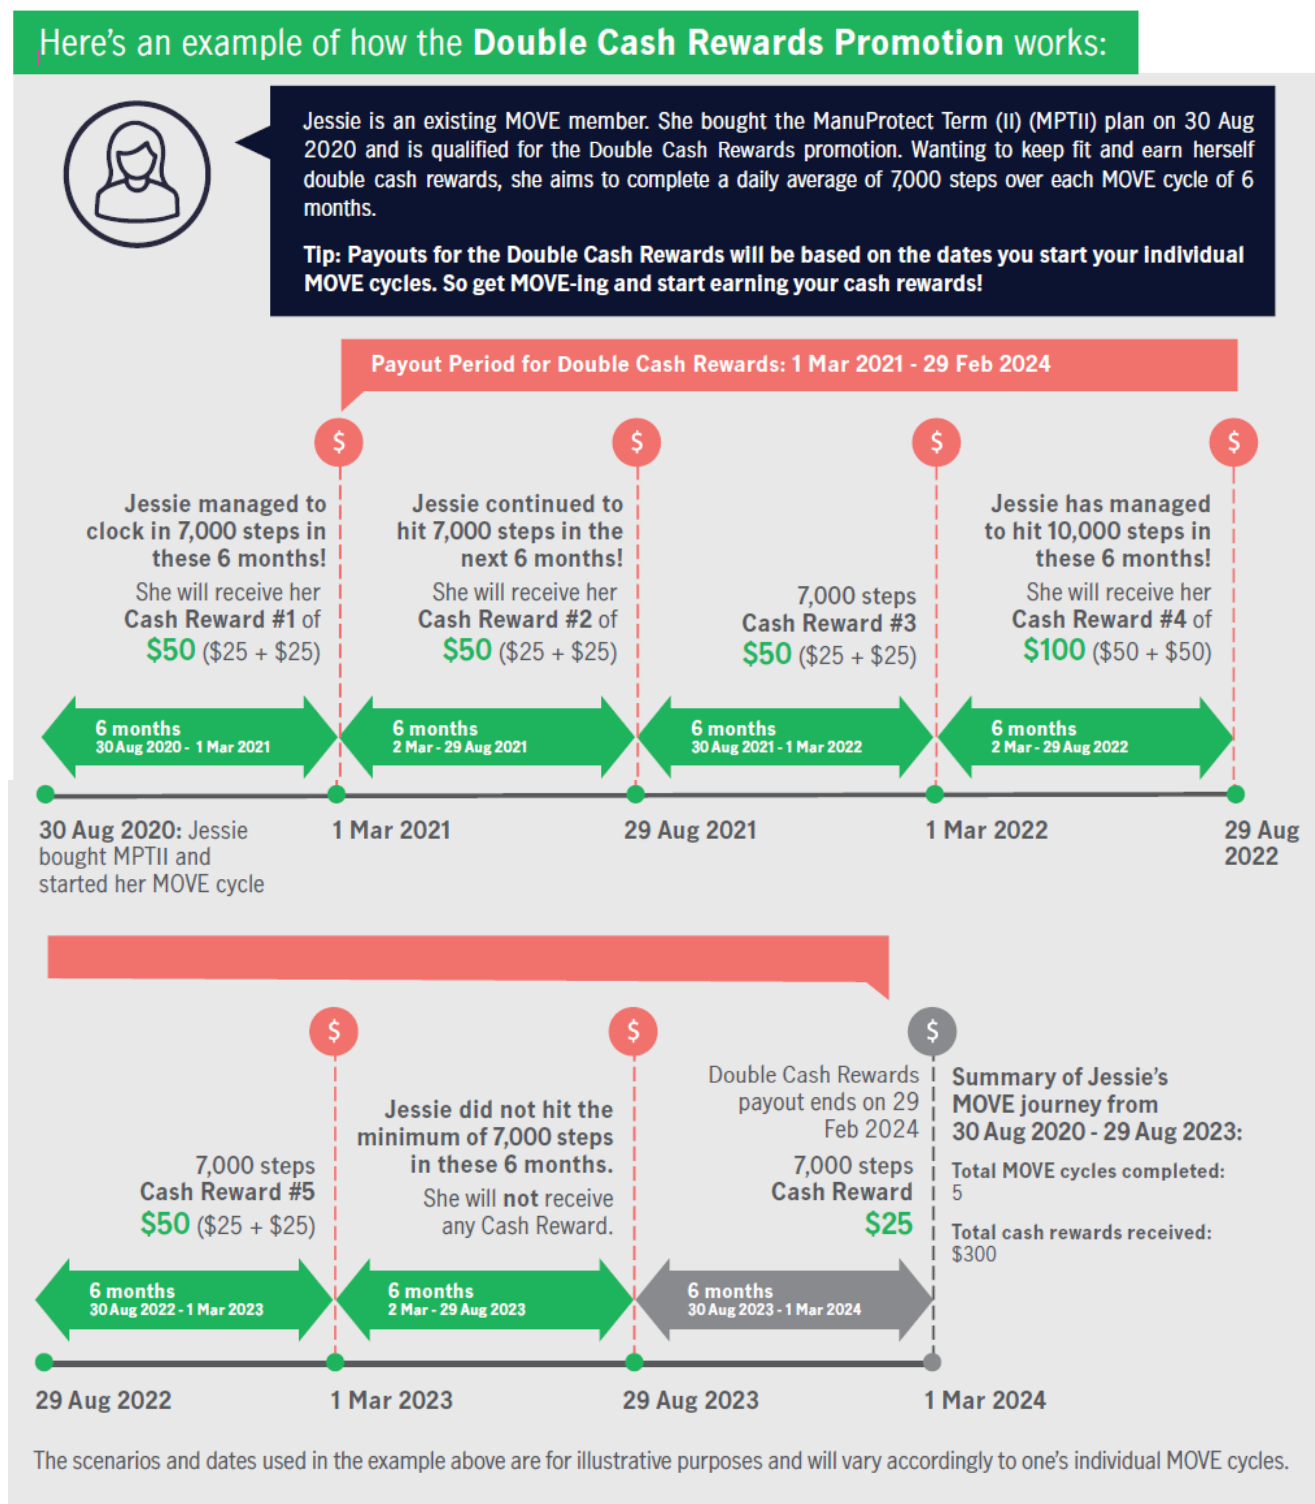 Here's an example of how the Double Cash Rewards Promotion works:
Jessie is an existing MOVE member. She bought the ManuProtect Term (II) (MPTII) plan on 30 Aug
2020 and is qualified for the Double Cash Rewards promotion. Wanting to keep fit and earn herself
double cash rewards, she aims to complete a daily average of 7,000 steps over each MOVE cycle of 6
months.
Tip: Payouts for the Double Cash Rewards will be based on the dates you start your individual
MOVE cycles. So get MOVE-ing and start earning your cash rewards!
Payout Period for Double Cash Rewards: 1 Mar 2021 - 29 Feb 2024
$
$
$
$
Jessie managed to
clock in 7,000 steps in
these 6 months!
She will receive her
Cash Reward #1 of
$50 ($25 + $25)
Jessie continued to
hit 7,000 steps in the
next 6 months!
She will receive her
Cash Reward #2 of
$50 ($25 + $25)
7,000 steps
Cash Reward #3
$50 ($25 + $25)
Jessie has managed
to hit 10,000 steps in
these 6 months!
She will receive her
Cash Reward #4 of
$100 ($50 + $50)
6 months
30 Aug 2020 - 1 Mar 2021
6 months
2 Mar - 29 Aug 2021
6 months
30 Aug 2021 - 1 Mar 2022
6 months
2 Mar - 29 Aug 2022
30 Aug 2020: Jessie
bought MPTII and
started her MOVE cycle
1 Mar 2021
29 Aug 2021
1 Mar 2022
29 Aug
2022
$
$
$
7,000 steps
Cash Reward #5
$50 ($25 + $25)
Jessie did not hit the
minimum of 7,000 steps
in these 6 months.
She will not receive
any Cash Reward.
Double Cash Rewards
payout ends on 29
Feb 2024
7,000 steps
Cash Reward
$25
Summary of Jessie's
MOVE journey from
30 Aug 2020 - 29 Aug 2023:
Total MOVE cycles completed:
5
Total cash rewards received:
$300
6 months
30 Aug 2022 - 1 Mar 2023
6 months
2 Mar - 29 Aug 2023
6 months
30 Aug 2023 - 1 Mar 2024
29 Aug 2022
1 Mar 2023
29 Aug 2023
1 Mar 2024
The scenarios and dates used in the example above are for illustrative purposes and will vary accordingly to one's individual MOVE cycles.